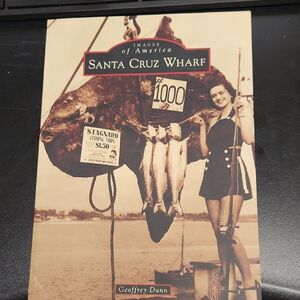 IMAGES
of America
SANTA CRUZ WHARF
1000
STAGNARO
FISHING TRIPS
$1.50
Geoffrey Dunn